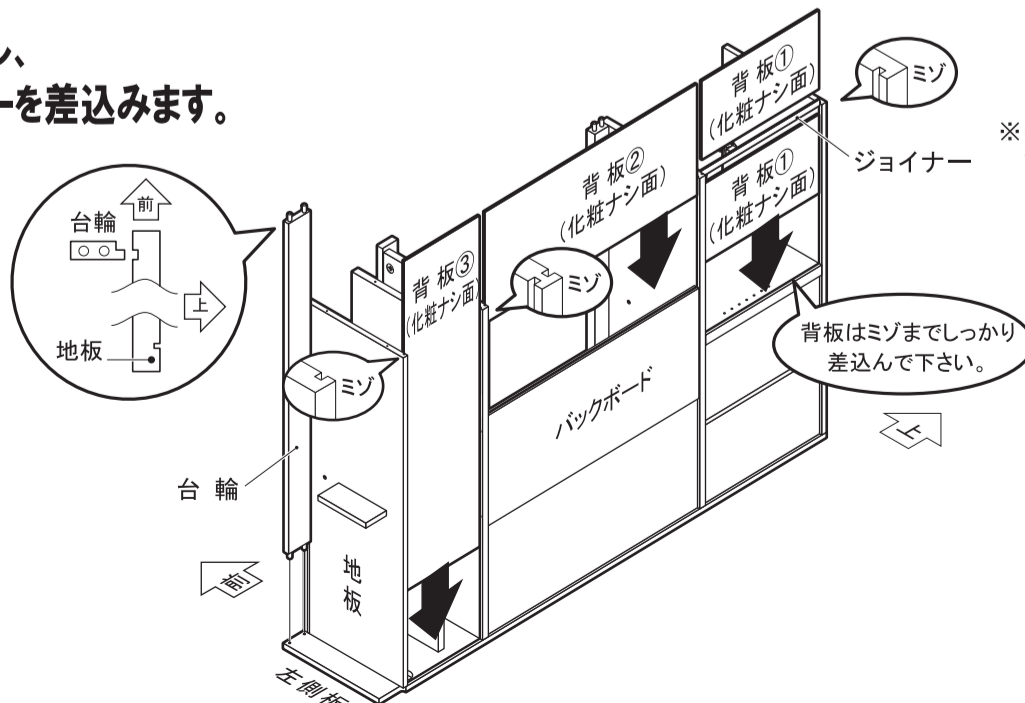 ーを差込みます。
背板①
（化粧ナシ面）
ミゾ
※
ジョイナー
背板②
（化粧ナシ面）
背板①
（化粧ナシ面）
前
台輪
上
地板
背板③
（化粧ナシ面）
ミゾ
背板はミゾまでしっかり
差込んで下さい。
ミゾ
バックボード
上
台輪
地板
前
左側板